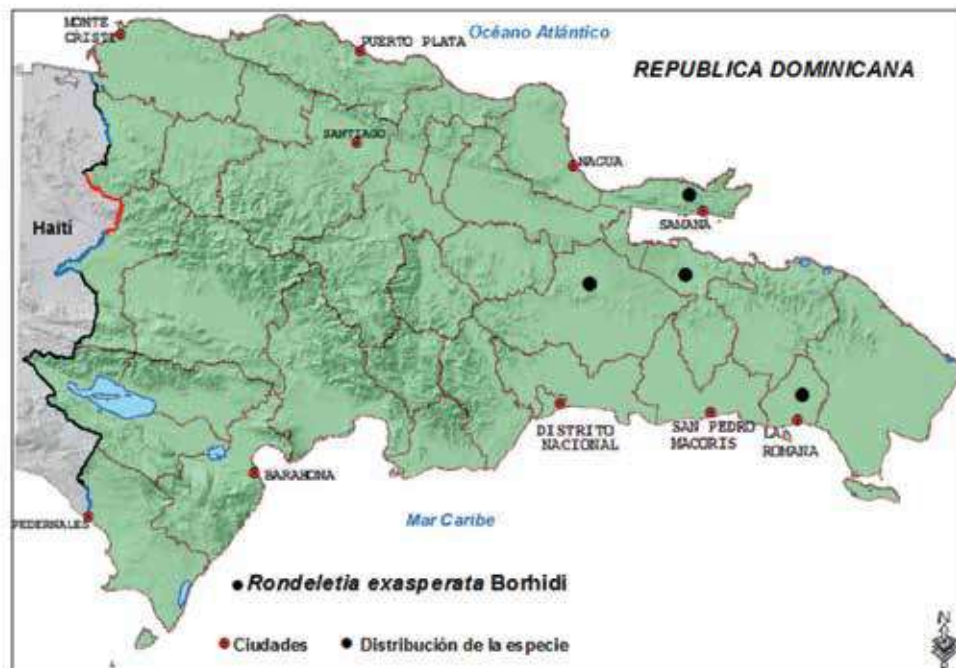 MONTE
CRISTI
PUERTO PLATA
Océano Atlántico
REPUBLICA DOMINICANA
SANTIAGO
NAGUA
Haití
SAMANA
DISTRITO
NACIONAL
SAN PEDRO
MACORIS
LA
ROMANA
BARAHONA
PEDERNALES
Mar Caribe
Rondeletia exasperata Borhidi
Ciudades
Distribución de la especie
N